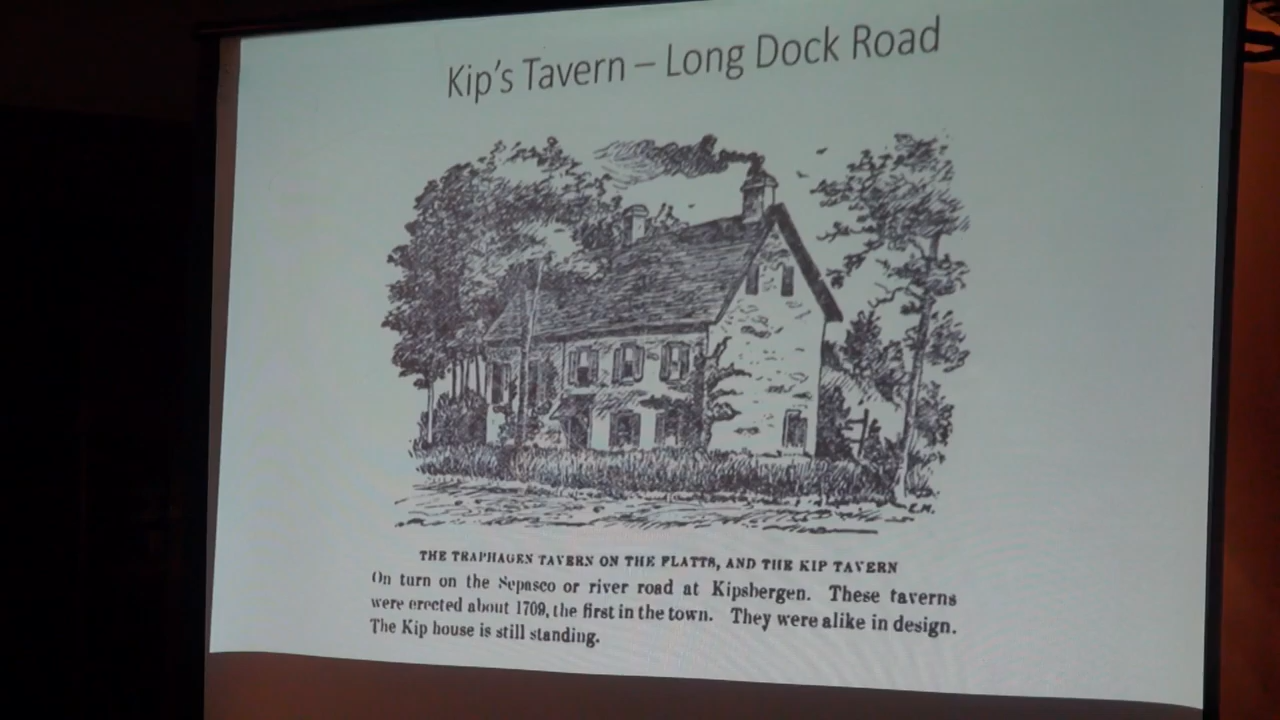 Kip's Tavern – Long Dock Road
E.M.
THE TRAPHAGEN TAVERN ON THE FLATTS, AND THE KIP TAVERN
On turn on the Sepasco or river road at Kipsbergen. These taverns
were erected about 1709, the first in the town. They were alike in design.
The Kip house is still standing.